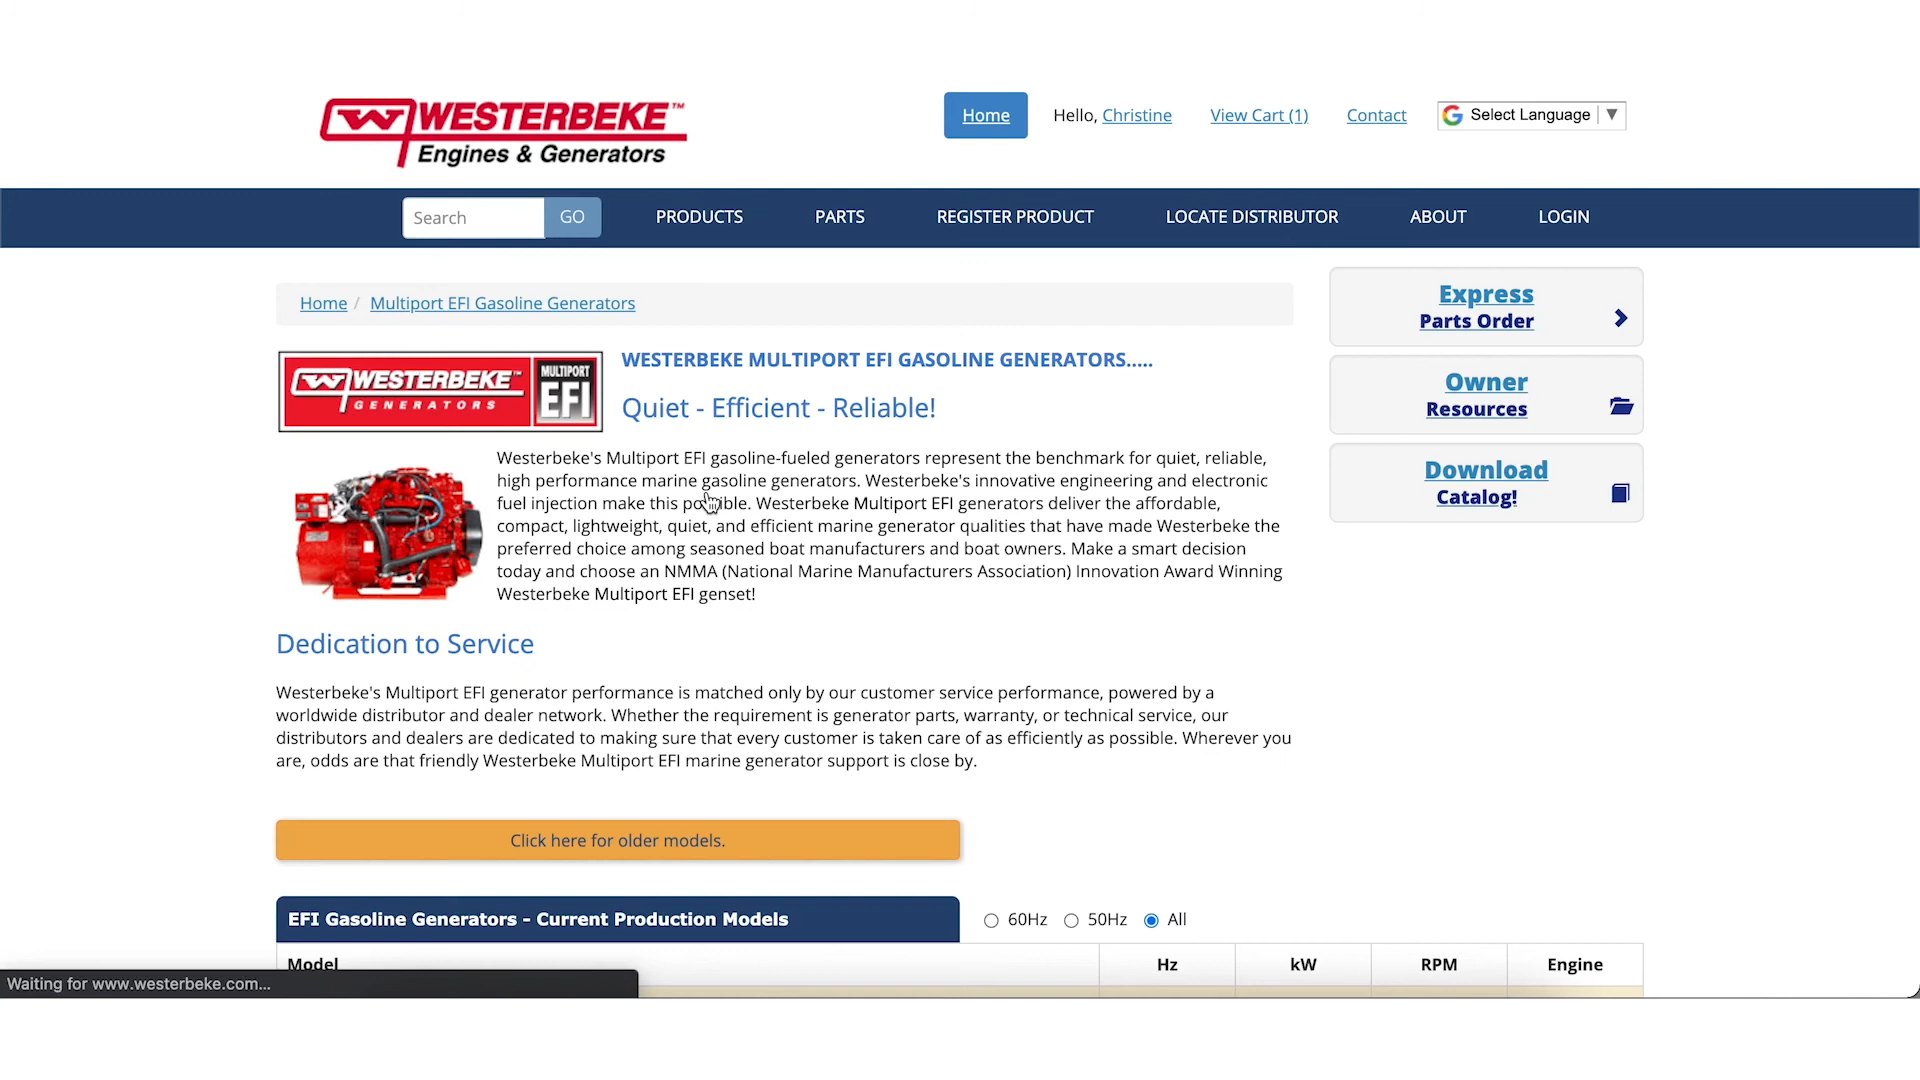 WESTERBEKE™
Engines & Generators
Home Hello, Christine View Cart (1) Contact Select Language ▼
Search GO PRODUCTS PARTS REGISTER PRODUCT LOCATE DISTRIBUTOR ABOUT LOGIN
Home / Multiport EFI Gasoline Generators
WESTERBEKE™
GENERATORS
MULTIPORT
EFI
WESTERBEKE MULTIPORT EFI GASOLINE GENERATORS.....
Quiet - Efficient - Reliable!
Westerbeke's Multiport EFI gasoline-fueled generators represent the benchmark for quiet, reliable,
high performance marine gasoline generators. Westerbeke's innovative engineering and electronic
fuel injection make this possible. Westerbeke Multiport EFI generators deliver the affordable,
compact, lightweight, quiet, and efficient marine generator qualities that have made Westerbeke the
preferred choice among seasoned boat manufacturers and boat owners. Make a smart decision
today and choose an NMMA (National Marine Manufacturers Association) Innovation Award Winning
Westerbeke Multiport EFI genset!
Dedication to Service
Westerbeke's Multiport EFI generator performance is matched only by our customer service performance, powered by a
worldwide distributor and dealer network. Whether the requirement is generator parts, warranty, or technical service, our
distributors and dealers are dedicated to making sure that every customer is taken care of as efficiently as possible. Wherever you
are, odds are that friendly Westerbeke Multiport EFI marine generator support is close by.
Click here for older models.
EFI Gasoline Generators - Current Production Models 60Hz 50Hz All
Model Hz kW RPM Engine
Express
Parts Order
Owner
Resources
Download
Catalog!
Waiting for www.westerbeke.com...